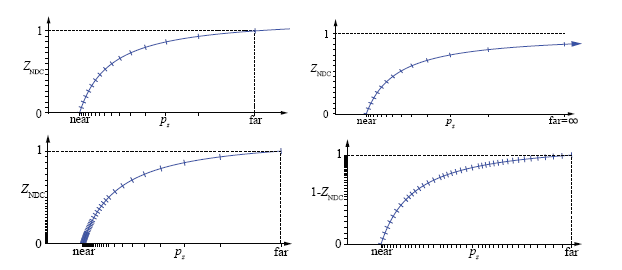 1
Z_NDC
0
near
p_z
far
1
Z_NDC
0
near
p_z
far=∞
1
Z_NDC
0
near
p_z
far
1
1-Z_NDC
0
near
p_z
far